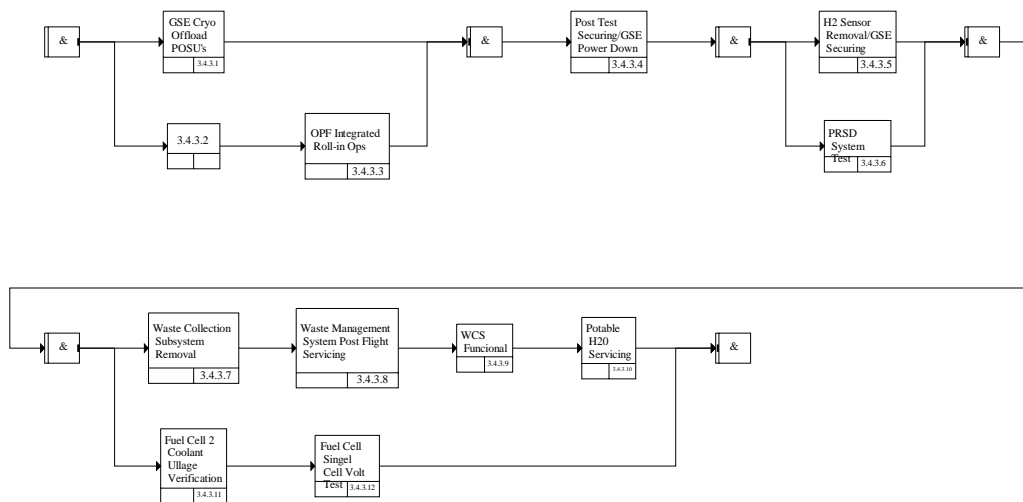 &
GSE Cryo
Offload
POSU's
3.4.3.1
&
Post Test
Securing/GSE
Power Down
3.4.3.4
&
H2 Sensor
Removal/GSE
Securing
3.4.3.5
&
3.4.3.2
OPF Integrated
Roll-in Ops
3.4.3.3
PRSD
System
Test
3.4.3.6
&
Waste Collection
Subsystem
Removal
3.4.3.7
Waste Management
System Post Flight
Servicing
3.4.3.8
WCS
Funcional
3.4.3.9
Potable
H20
Servicing
3.4.3.10
&
Fuel Cell 2
Coolant
Ullage
Verification
3.4.3.11
Fuel Cell
Singel
Cell Volt
Test
3.4.3.12